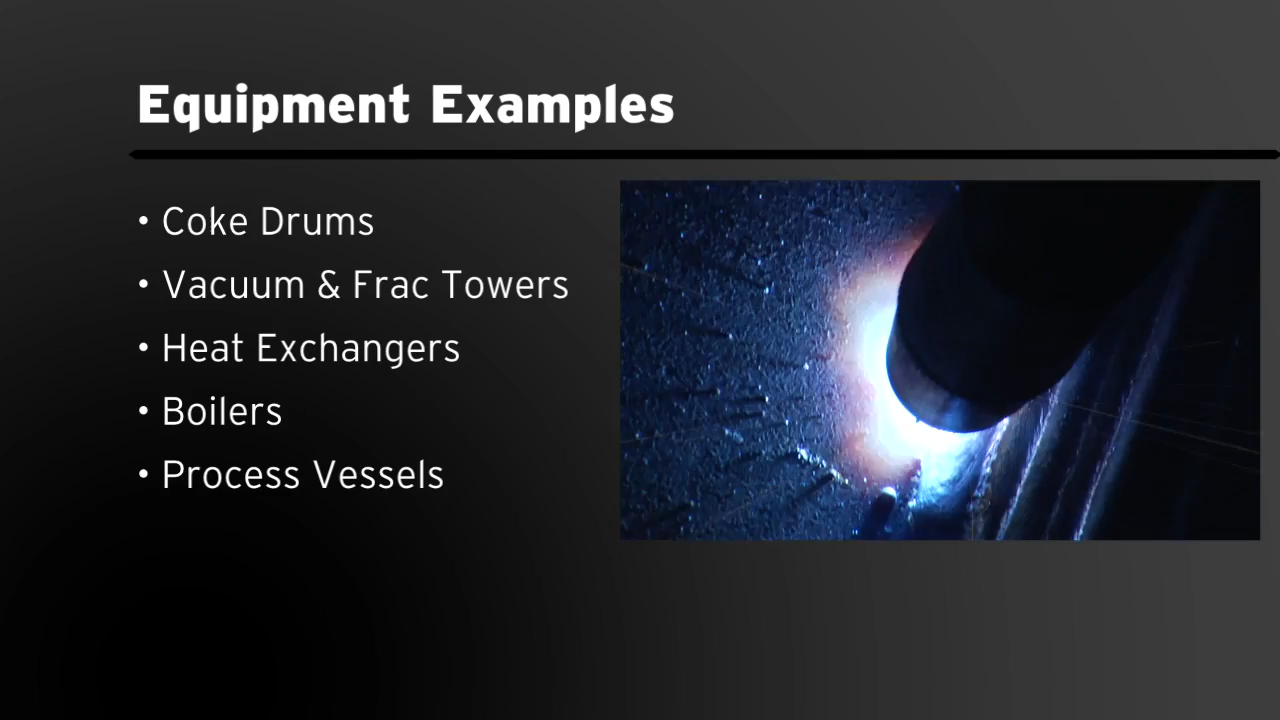 Equipment Examples
• Coke Drums
• Vacuum & Frac Towers
• Heat Exchangers
• Boilers
• Process Vessels